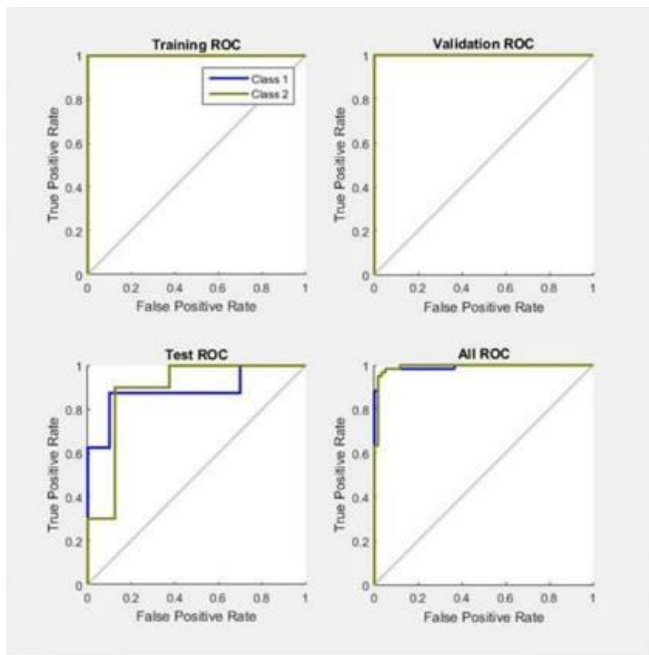 Training ROC
1
0.8
0.6
0.4
0.2
0
True Positive Rate
Class 1
Class 2
0 0.2 0.4 0.6 0.8 1
False Positive Rate
Validation ROC
1
0.8
0.6
0.4
0.2
0
True Positive Rate
0 0.2 0.4 0.6 0.8 1
False Positive Rate
Test ROC
1
0.8
0.6
0.4
0.2
0
True Positive Rate
0 0.2 0.4 0.6 0.8 1
False Positive Rate
All ROC
1
0.8
0.6
0.4
0.2
0
True Positive Rate
0 0.2 0.4 0.6 0.8 1
False Positive Rate